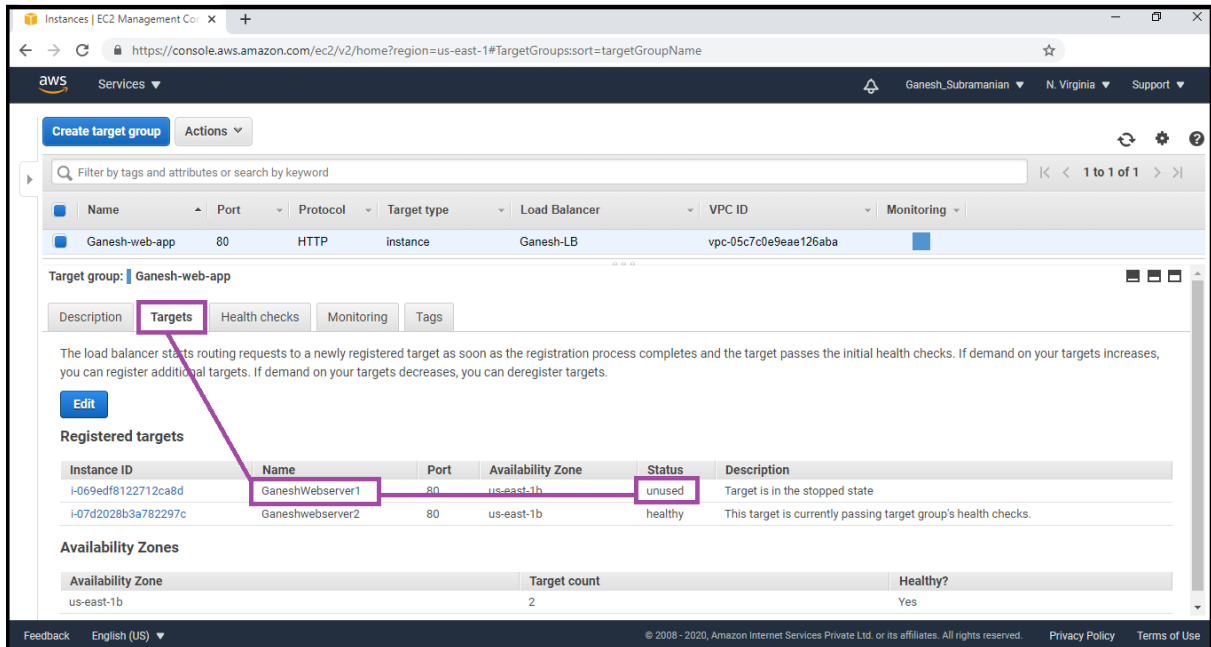 Instances | EC2 Management Con
https://console.aws.amazon.com/ec2/v2/home?region=us-east-1#TargetGroups:sort=targetGroupName
aws Services Ganesh_Subramanian N. Virginia Support
Create target group Actions
Filter by tags and attributes or search by keyword 1 to 1 of 1
Name Port Protocol Target type Load Balancer VPC ID Monitoring
Ganesh-web-app 80 HTTP instance Ganesh-LB vpc-05c7c0e9eae126aba
Target group: Ganesh-web-app
Description Targets Health checks Monitoring Tags
The load balancer starts routing requests to a newly registered target as soon as the registration process completes and the target passes the initial health checks. If demand on your targets increases,
you can register additional targets. If demand on your targets decreases, you can deregister targets.
Edit
Registered targets
Instance ID Name Port Availability Zone Status Description
i-069edf8122712ca8d GaneshWebserver1 80 us-east-1b unused Target is in the stopped state
i-07d2028b3a782297c Ganeshwebserver2 80 us-east-1b healthy This target is currently passing target group's health checks.
Availability Zones
Availability Zone Target count Healthy?
us-east-1b 2 Yes
Feedback English (US) © 2008 - 2020, Amazon Internet Services Private Ltd. or its affiliates. All rights reserved. Privacy Policy Terms of Use